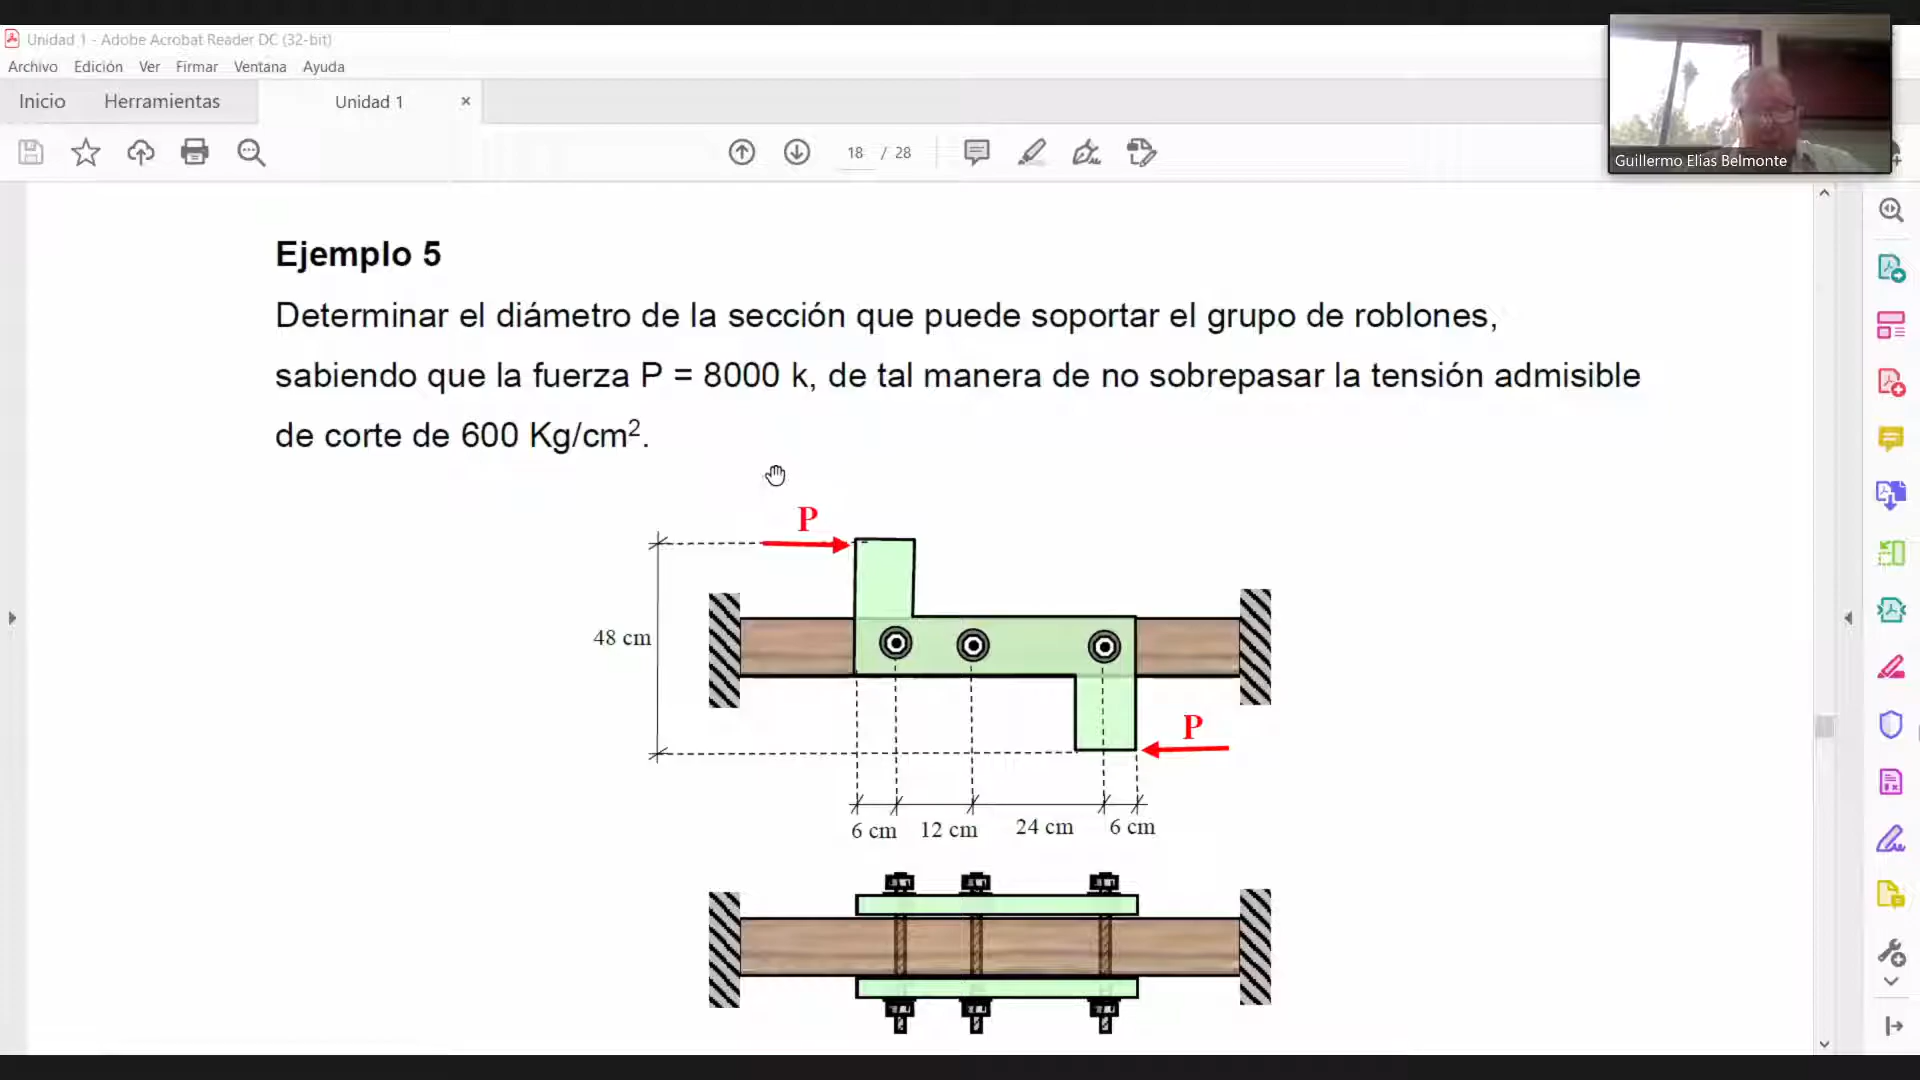 Unidad 1 - Adobe Acrobat Reader DC (32-bit)
Archivo Edición Ver Firmar Ventana Ayuda
Inicio Herramientas Unidad 1 ×
18 / 28
Guillermo Elías Belmonte
Ejemplo 5
Determinar el diámetro de la sección que puede soportar el grupo de roblones,
sabiendo que la fuerza P = 8000 k, de tal manera de no sobrepasar la tensión admisible
de corte de 600 Kg/cm².
P
48 cm
P
6 cm 12 cm 24 cm 6 cm